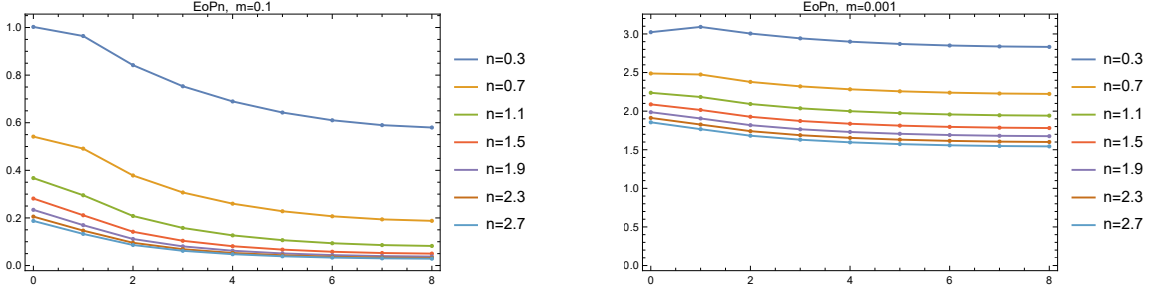 EoPn, m=0.1
1.0
0.8
0.6
0.4
0.2
0.0
0 2 4 6 8
n=0.3
n=0.7
n=1.1
n=1.5
n=1.9
n=2.3
n=2.7
EoPn, m=0.001
3.0
2.5
2.0
1.5
1.0
0.5
0.0
0 2 4 6 8
n=0.3
n=0.7
n=1.1
n=1.5
n=1.9
n=2.3
n=2.7